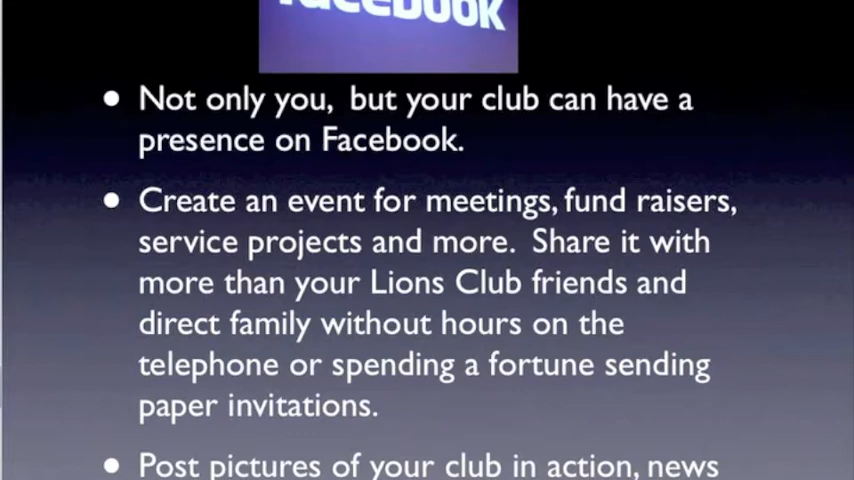 facebook
Not only you, but your club can have a
presence on Facebook.
Create an event for meetings, fund raisers,
service projects and more. Share it with
more than your Lions Club friends and
direct family without hours on the
telephone or spending a fortune sending
paper invitations.
Post pictures of your club in action, news